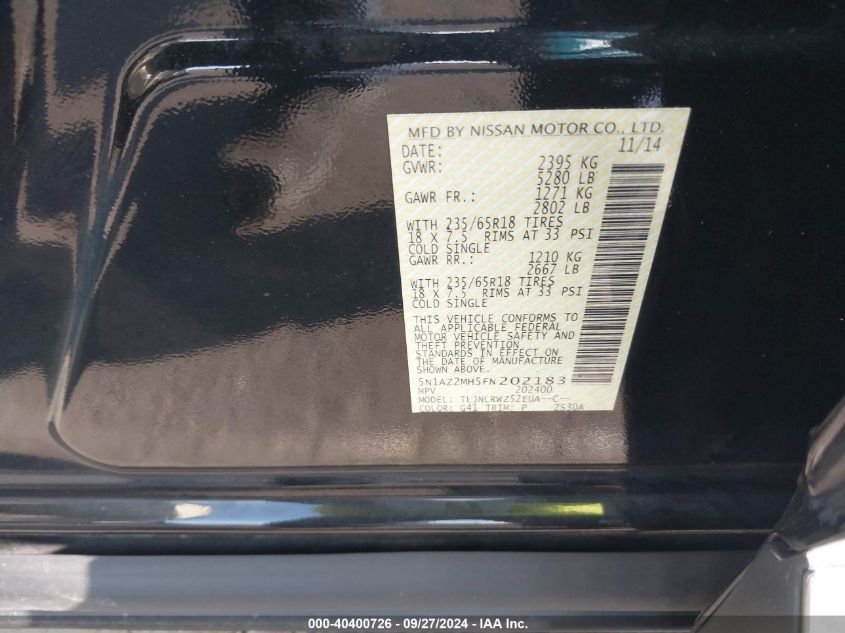 MFD BY NISSAN MOTOR CO., LTD.
DATE: 11/14
GVWR: 2395 KG
5280 LB
GAWR FR.: 1271 KG
2802 LB
WITH 235/65R18 TIRES
18 X 7.5 RIMS AT 33 PSI
COLD SINGLE
GAWR RR.: 1210 KG
2667 LB
WITH 235/65R18 TIRES
18 X 7.5 RIMS AT 33 PSI
COLD SINGLE
THIS VEHICLE CONFORMS TO
ALL APPLICABLE FEDERAL
MOTOR VEHICLE SAFETY AND
THEFT PREVENTION
STANDARDS IN EFFECT ON
THE DATE OF MANUFACTURE
SHOWN ABOVE.
5N1AZ2MH5FN202183
MPV 202400
MODEL: TLJNLRWZ52EUA--C--
COLOR: G41 TRIM: P ZS30A
000-40400726 - 09/27/2024 - IAA Inc.